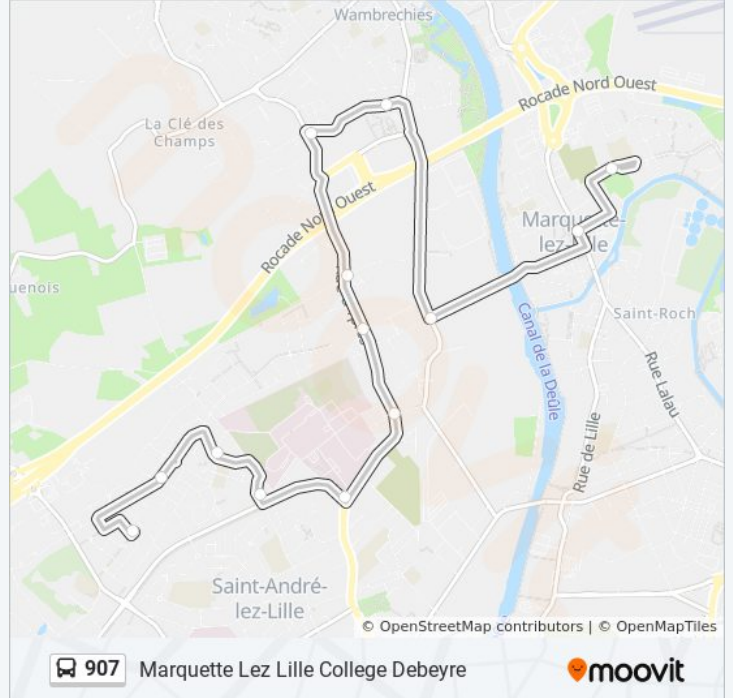 Wambrechies
Rocade Nord Ouest
La Clé des
Champs
Rocade Nord Ouest
Marquette-
lez-Lille
uenois
Saint-Roch
Canal de la Deûle
Rue Lalau
Rue de Lille
Saint-André-
lez-Lille
© OpenStreetMap contributors | © OpenMapTiles
907 Marquette Lez Lille College Debeyre
moovit